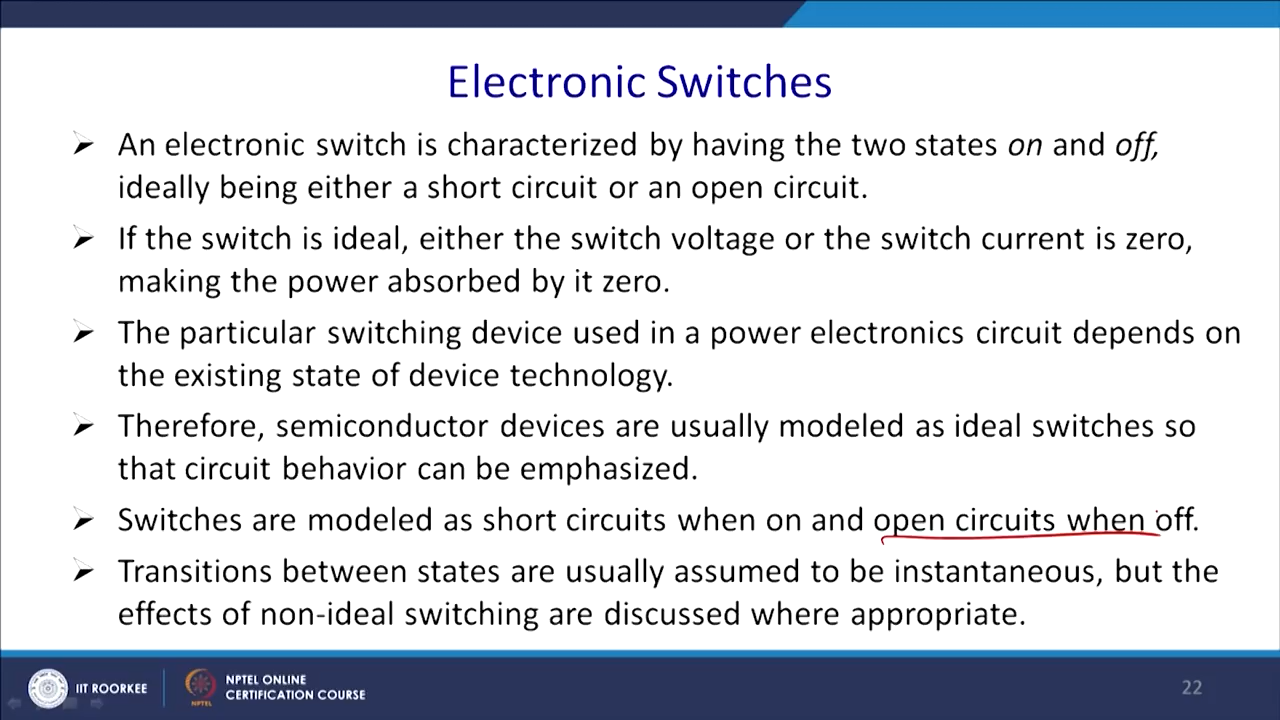 Electronic Switches
➢ An electronic switch is characterized by having the two states on and off,
ideally being either a short circuit or an open circuit.
➢ If the switch is ideal, either the switch voltage or the switch current is zero,
making the power absorbed by it zero.
➢ The particular switching device used in a power electronics circuit depends on
the existing state of device technology.
➢ Therefore, semiconductor devices are usually modeled as ideal switches so
that circuit behavior can be emphasized.
➢ Switches are modeled as short circuits when on and open circuits when off.
➢ Transitions between states are usually assumed to be instantaneous, but the
effects of non-ideal switching are discussed where appropriate.
IIT ROORKEE
NPTEL
NPTEL ONLINE
CERTIFICATION COURSE
22